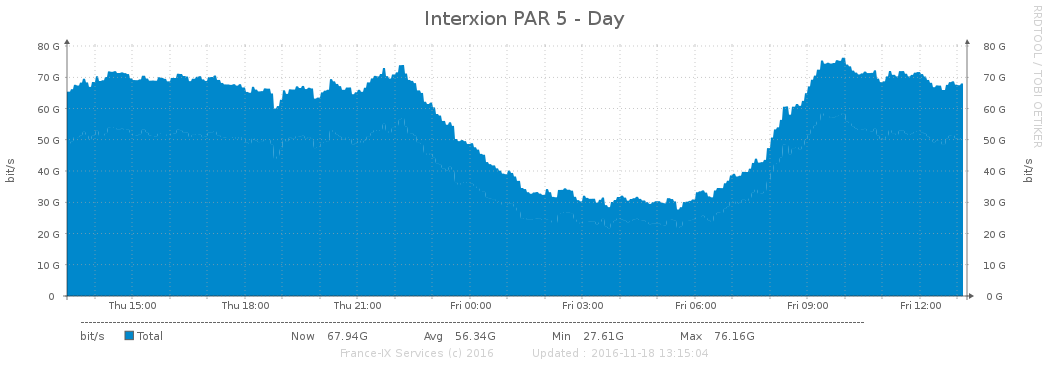 Interxion PAR 5 - Day
RRDTOOL / TOBI OETIKER
80 G 80 G
70 G 70 G
60 G 60 G
50 G 50 G
40 G 40 G
30 G 30 G
20 G 20 G
10 G 10 G
0 0 G
bit/s bit/s
Thu 15:00 Thu 18:00 Thu 21:00 Fri 00:00 Fri 03:00 Fri 06:00 Fri 09:00 Fri 12:00
bit/s Total Now 67.94G Avg 56.34G Min 27.61G Max 76.16G
France-IX Services (c) 2016 Updated : 2016-11-18 13:15:04